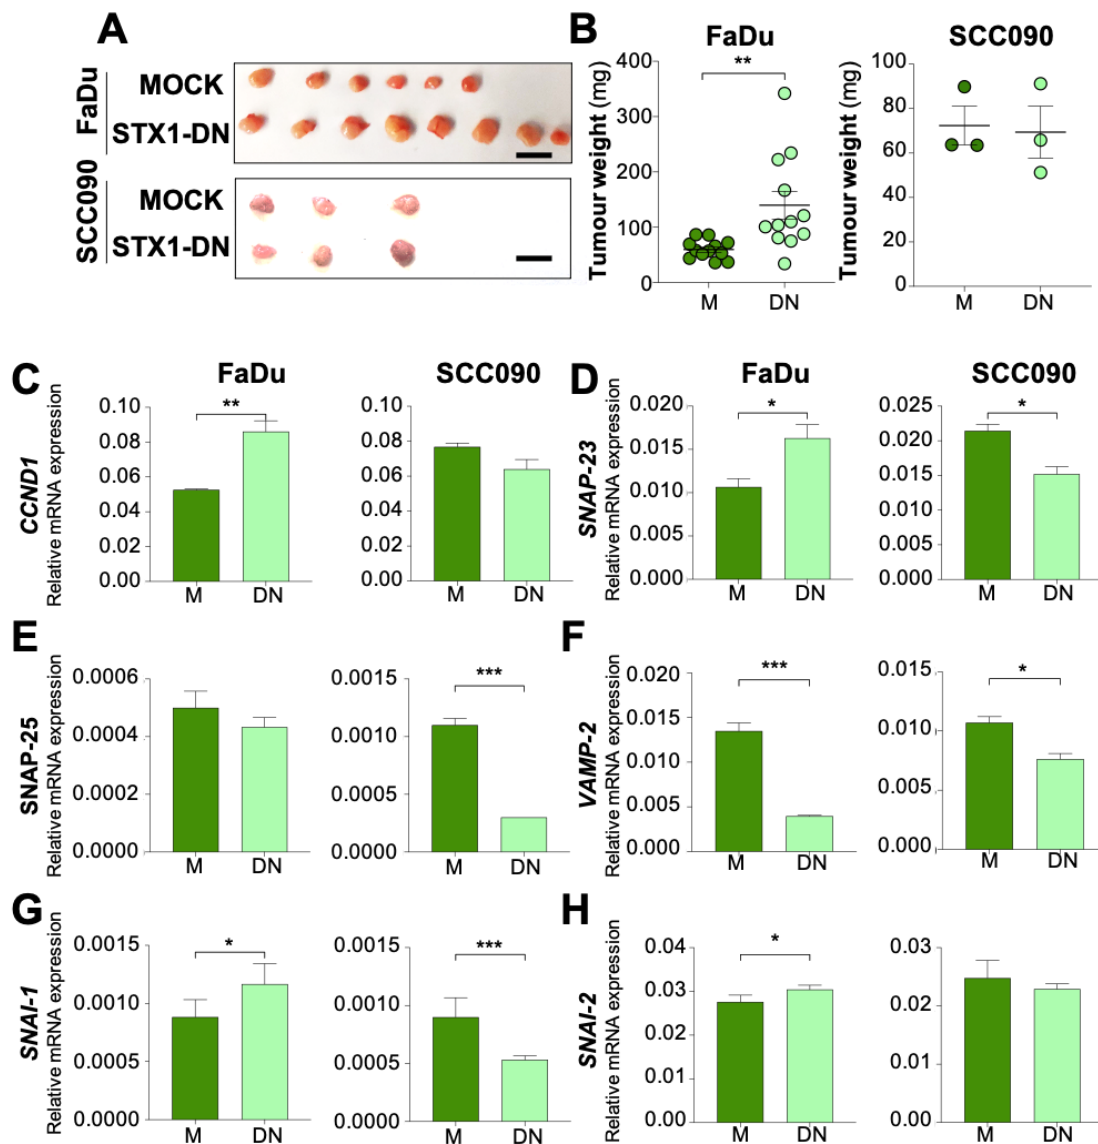 A
FaDu
MOCK
STX1-DN
SCC090
MOCK
STX1-DN
B
FaDu
SCC090
**
Tumour weight (mg)
400
300
200
100
0
M DN
Tumour weight (mg)
100
80
60
40
20
0
M DN
C
FaDu
SCC090
CCND1
Relative mRNA expression
**
0.10
0.08
0.06
0.04
0.02
0.00
M DN
0.10
0.08
0.06
0.04
0.02
0.00
M DN
D
FaDu
SCC090
SNAP-23
Relative mRNA expression
*
0.020
0.015
0.010
0.005
0.000
M DN
*
0.025
0.020
0.015
0.010
0.015
0.000
M DN
E
SNAP-25
Relative mRNA expression
0.0006
0.0004
0.0002
0.0000
M DN
***
0.0015
0.0010
0.0005
0.0000
M DN
F
VAMP-2
Relative mRNA expression
***
0.020
0.015
0.010
0.005
0.000
M DN
*
0.015
0.010
0.005
0.000
M DN
G
SNAI-1
Relative mRNA expression
*
0.0015
0.0010
0.0005
0.0000
M DN
***
0.0015
0.0010
0.0005
0.0000
M DN
H
SNAI-2
Relative mRNA expression
*
0.04
0.03
0.02
0.01
0.00
M DN
0.03
0.02
0.01
0.00
M DN